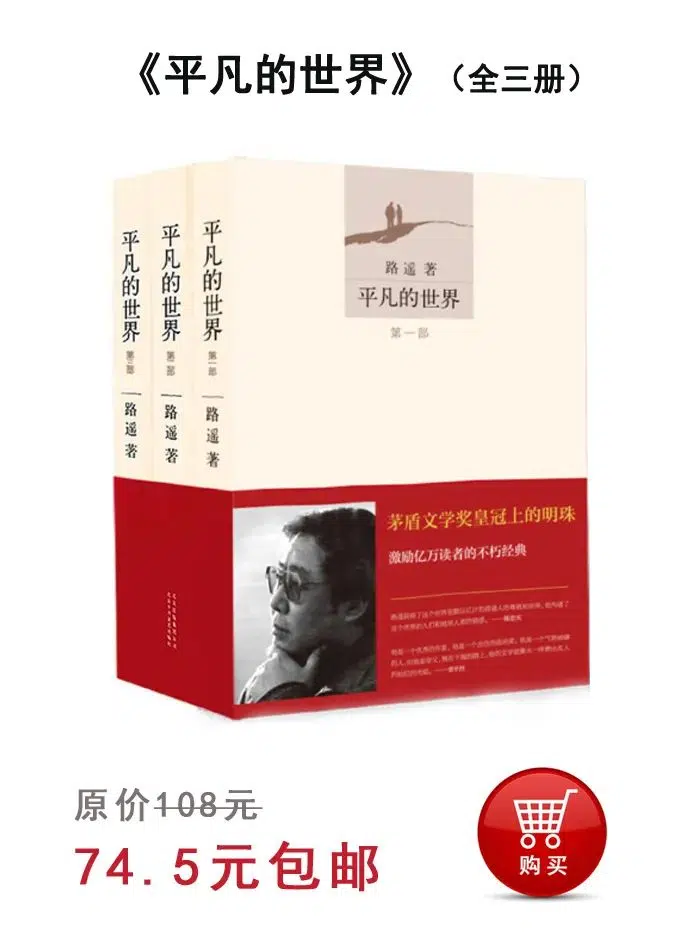 《平凡的世界》（全三册）
平凡的世界
第三部
路遥 著
平凡的世界
第二部
路遥 著
平凡的世界
第一部
路遥 著
路遥 著
平凡的世界
第一部
茅盾文学奖皇冠上的明珠
激励亿万读者的不朽经典
原价108元
74.5元包邮
购买